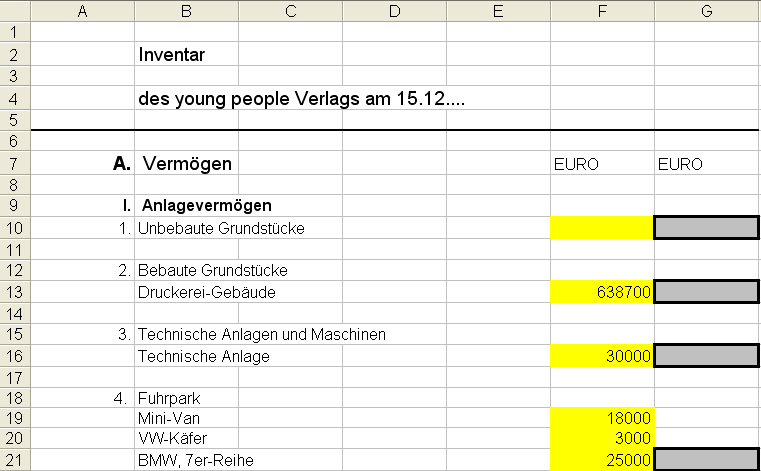 A B C D E F G
1
2 Inventar
3
4 des young people Verlags am 15.12....
5
6
7 A. Vermögen EURO EURO
8
9 I. Anlagevermögen
10 1. Unbebaute Grundstücke
11
12 2. Bebaute Grundstücke
13 Druckerei-Gebäude 638700
14
15 3. Technische Anlagen und Maschinen
16 Technische Anlage 30000
17
18 4. Fuhrpark
19 Mini-Van 18000
20 VW-Käfer 3000
21 BMW, 7er-Reihe 25000